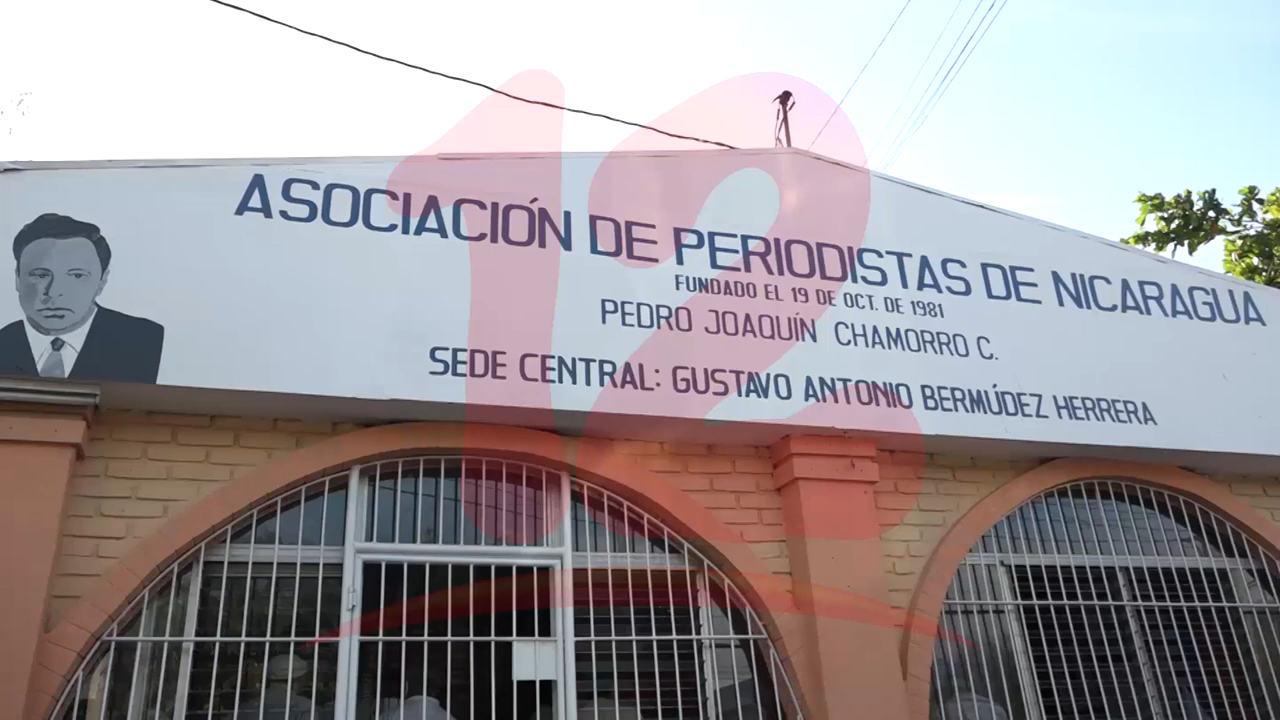 12
ASOCIACIÓN DE PERIODISTAS DE NICARAGUA
FUNDADO EL 19 DE OCT. DE 1981
PEDRO JOAQUÍN CHAMORRO C.
SEDE CENTRAL: GUSTAVO ANTONIO BERMÚDEZ HERRERA